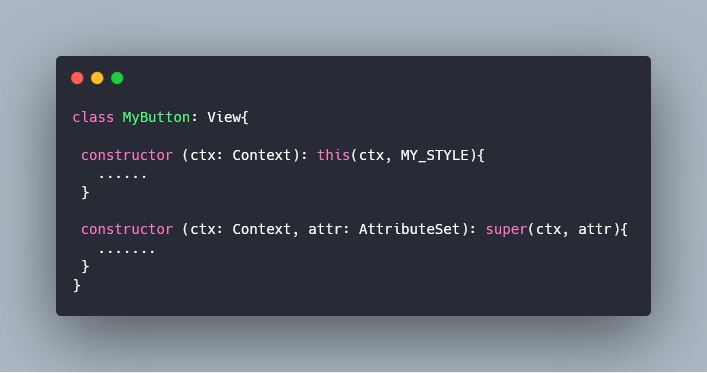 class MyButton: View{
constructor (ctx: Context): this(ctx, MY_STYLE){
......
}
constructor (ctx: Context, attr: AttributeSet): super(ctx, attr){
.......
}
}